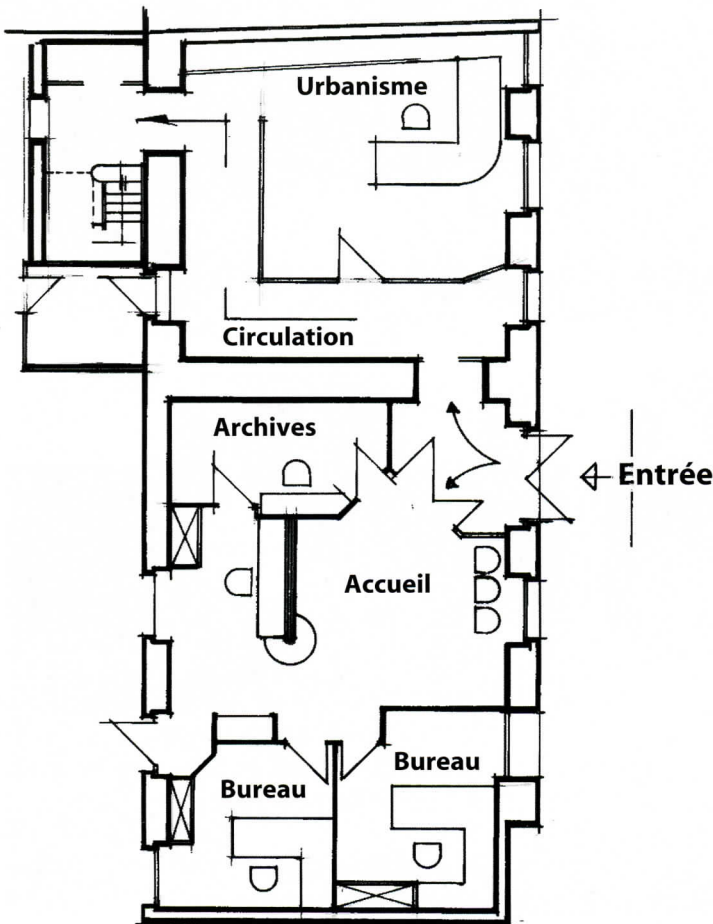 Urbanisme
Circulation
Archives
Entrée
Accueil
Bureau
Bureau